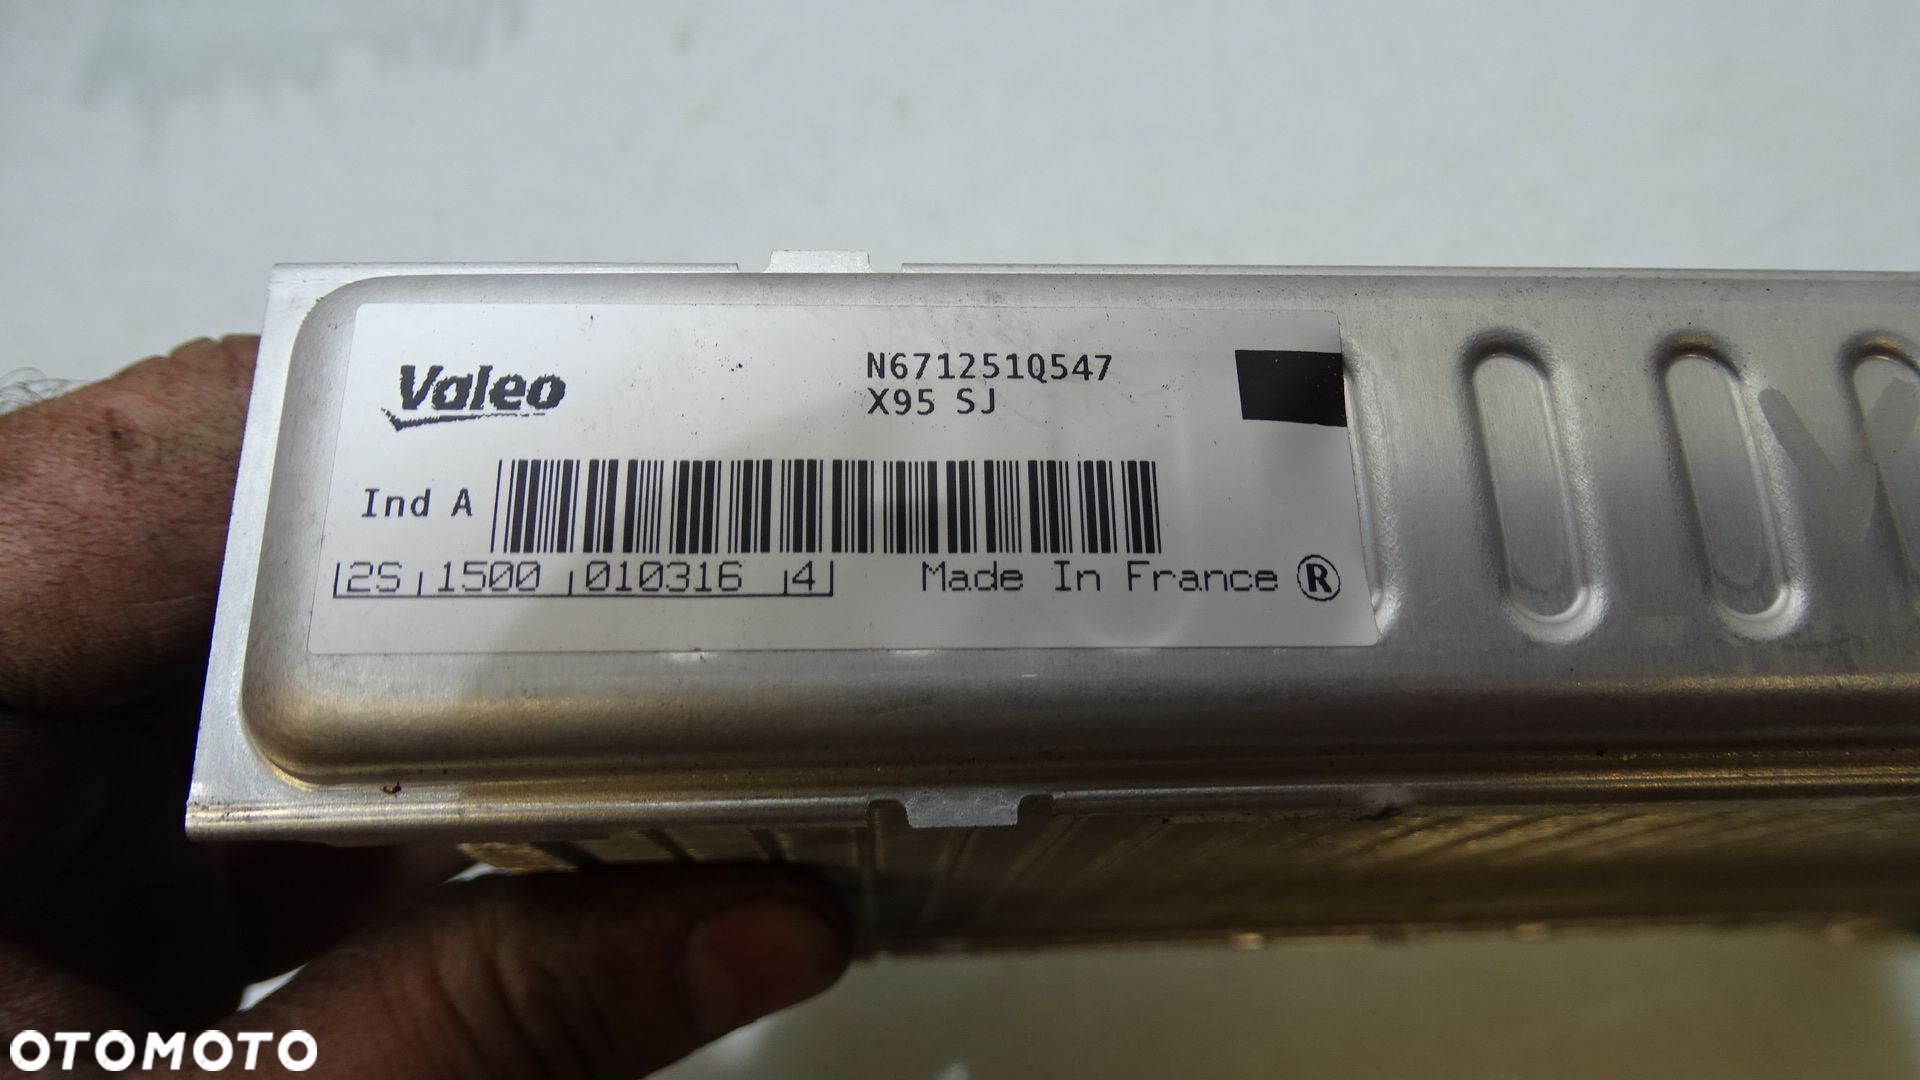 Valeo
N671251Q547
X95 SJ
Ind A
2S 1500 010316 4
Made In France ®
OTOMOTO